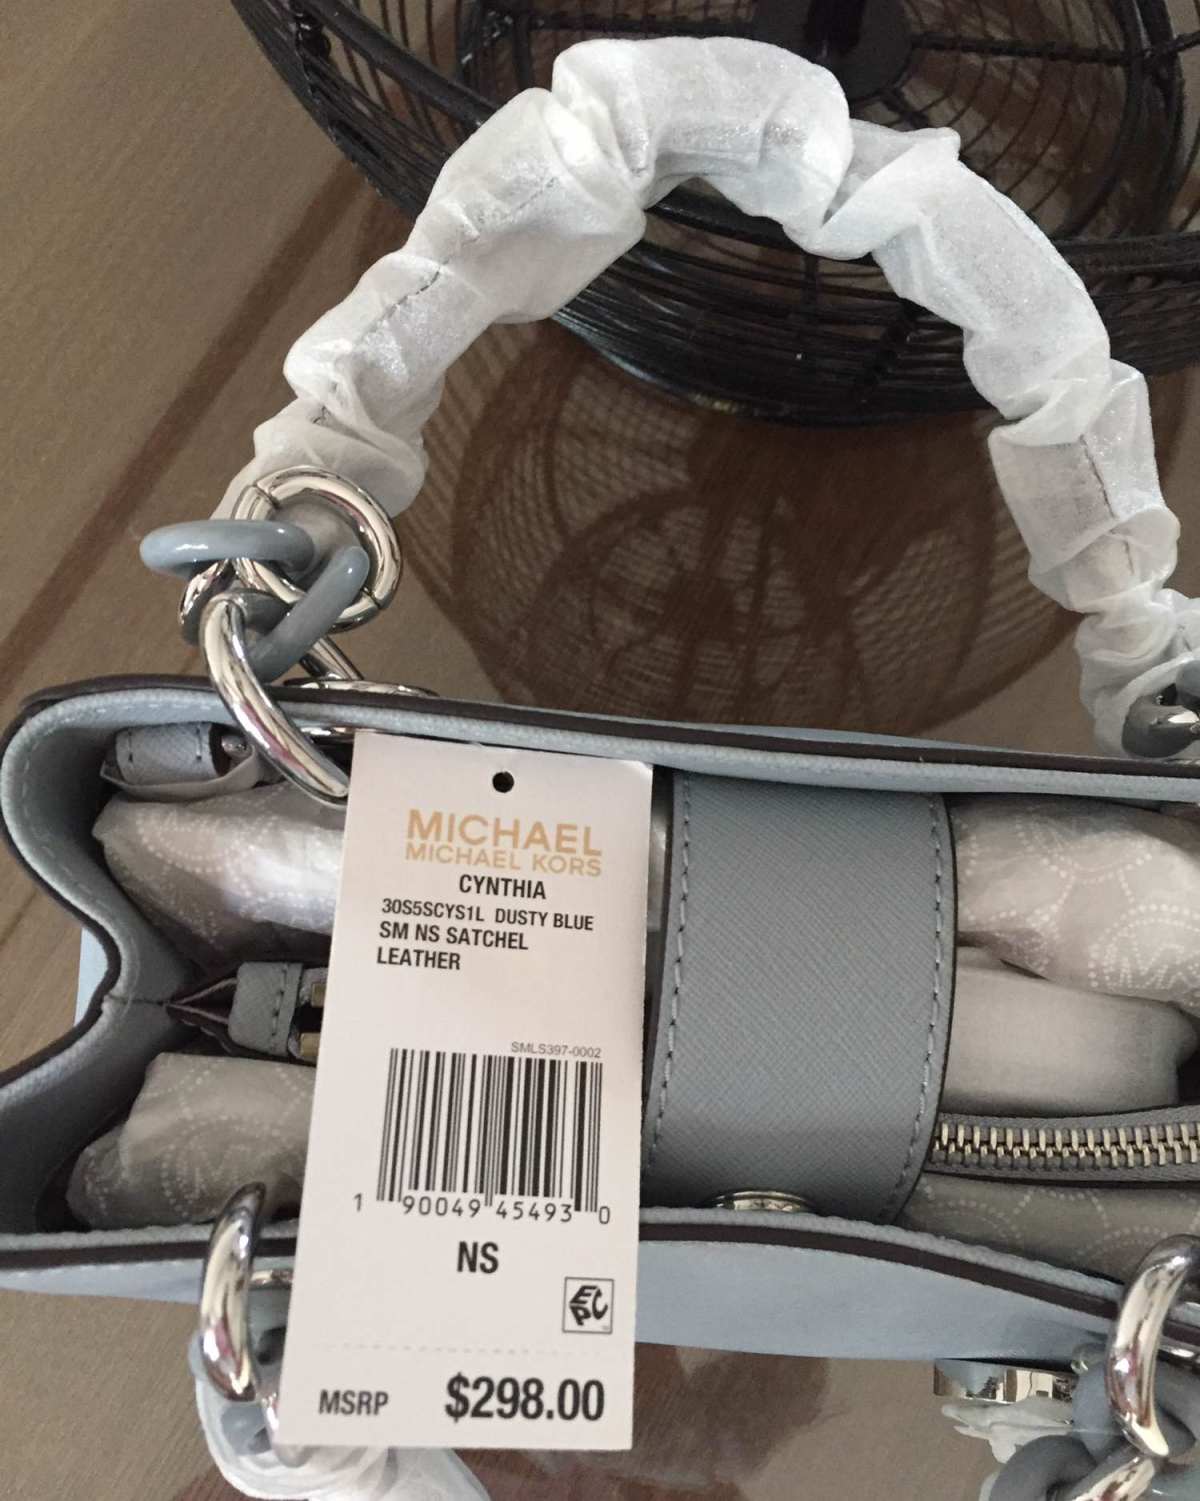 MICHAEL
MICHAEL KORS
CYNTHIA
30S5SCYS1L DUSTY BLUE
SM NS SATCHEL
LEATHER
SMLS397-0002
1 90049 45493 0
NS
EPC
MSRP $298.00